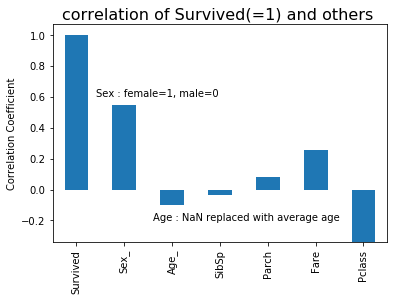 correlation of Survived(=1) and others
1.0
0.8
0.6
0.4
0.2
0.0
−0.2
Correlation Coefficient
Sex : female=1, male=0
Age : NaN replaced with average age
Survived
Sex_
Age_
SibSp
Parch
Fare
Pclass